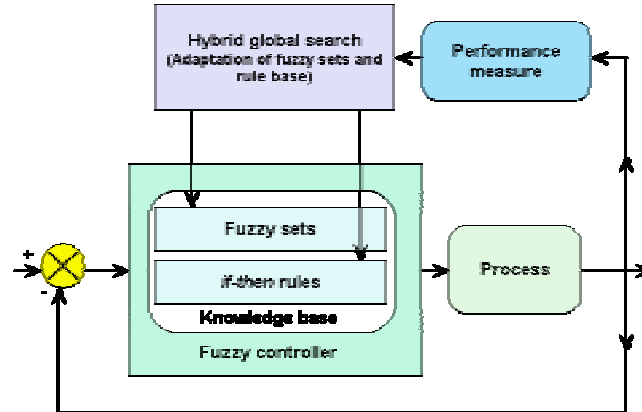 Hybrid global search
(Adaptation of fuzzy sets and
rule base)
Performance
measure
Fuzzy sets
if-then rules
Knowledge base
Fuzzy controller
Process
+
-